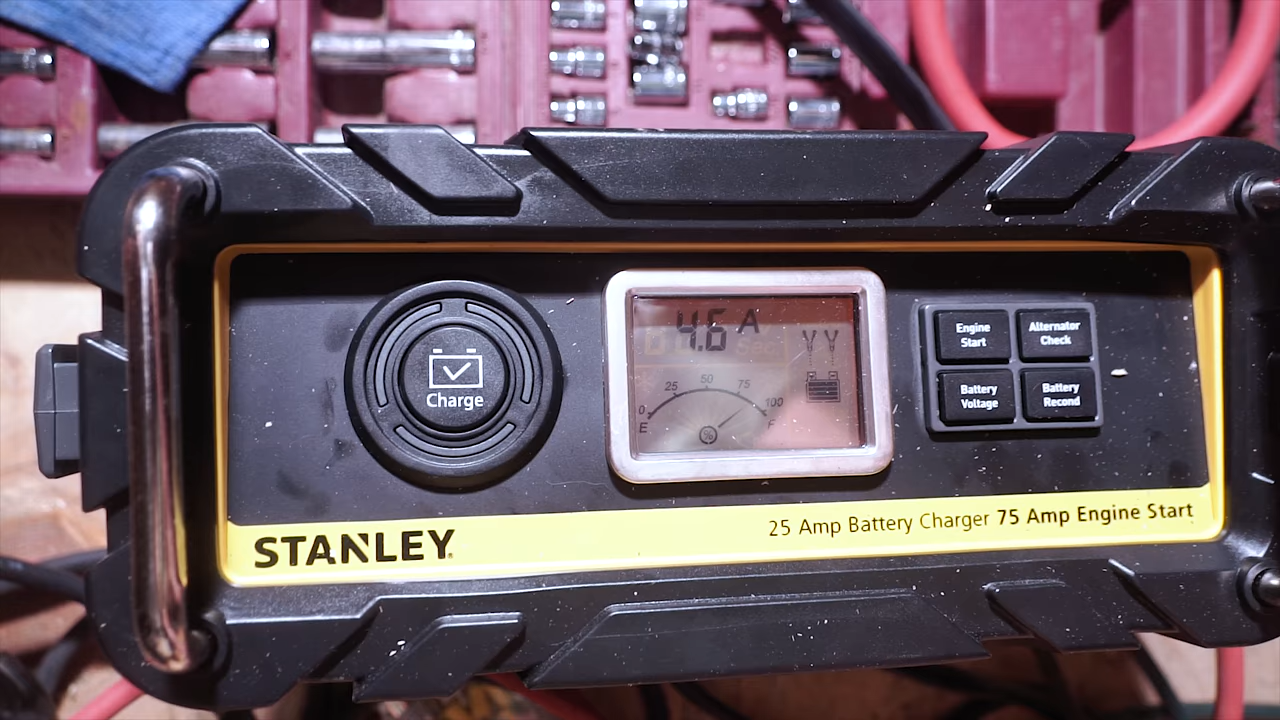 Charge
4.6 A
0 25 50 75 100
E % F
Engine
Start
Alternator
Check
Battery
Voltage
Battery
Recond
STANLEY
25 Amp Battery Charger 75 Amp Engine Start